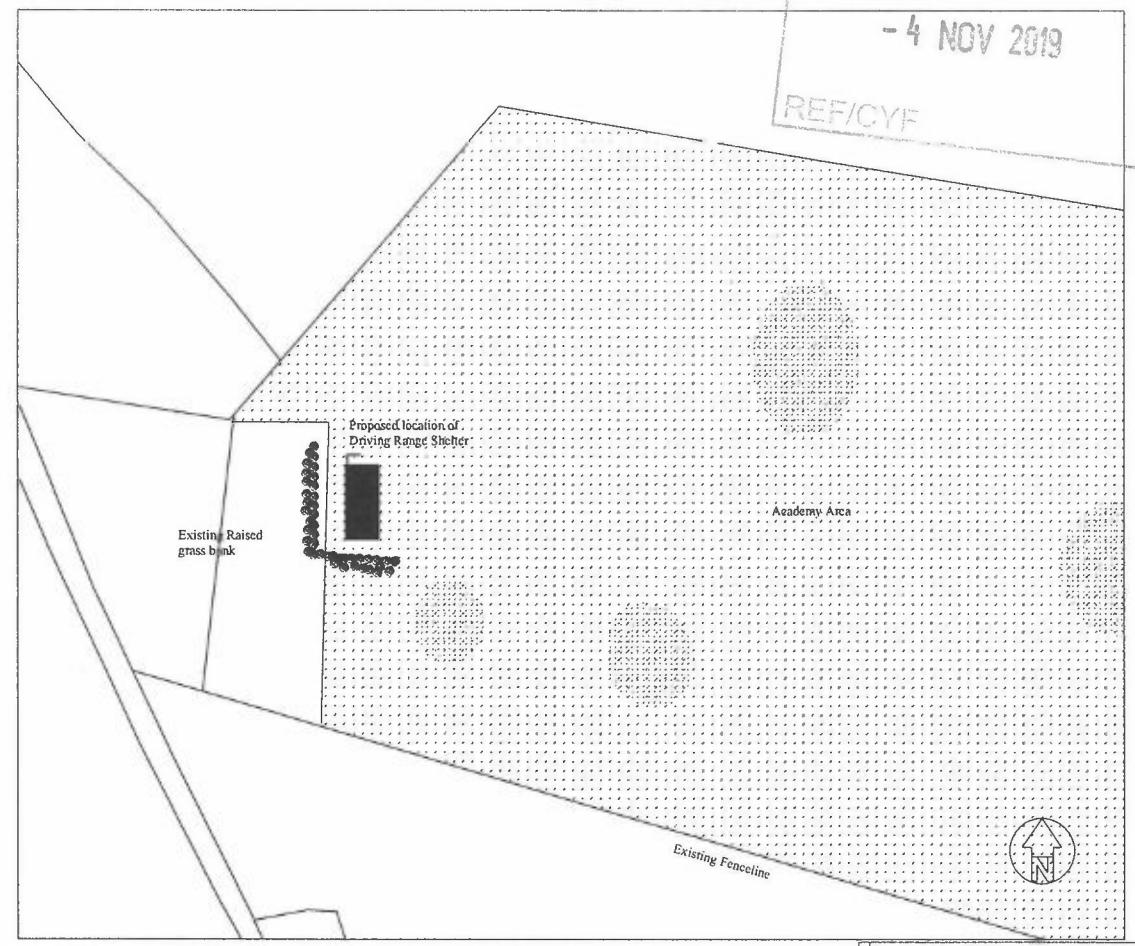 - 4 NOV 2019
REF/CYF
Proposed location of
Driving Range Shelter
Academy Area
Existing Raised
grass bank
Existing Fenceline
N